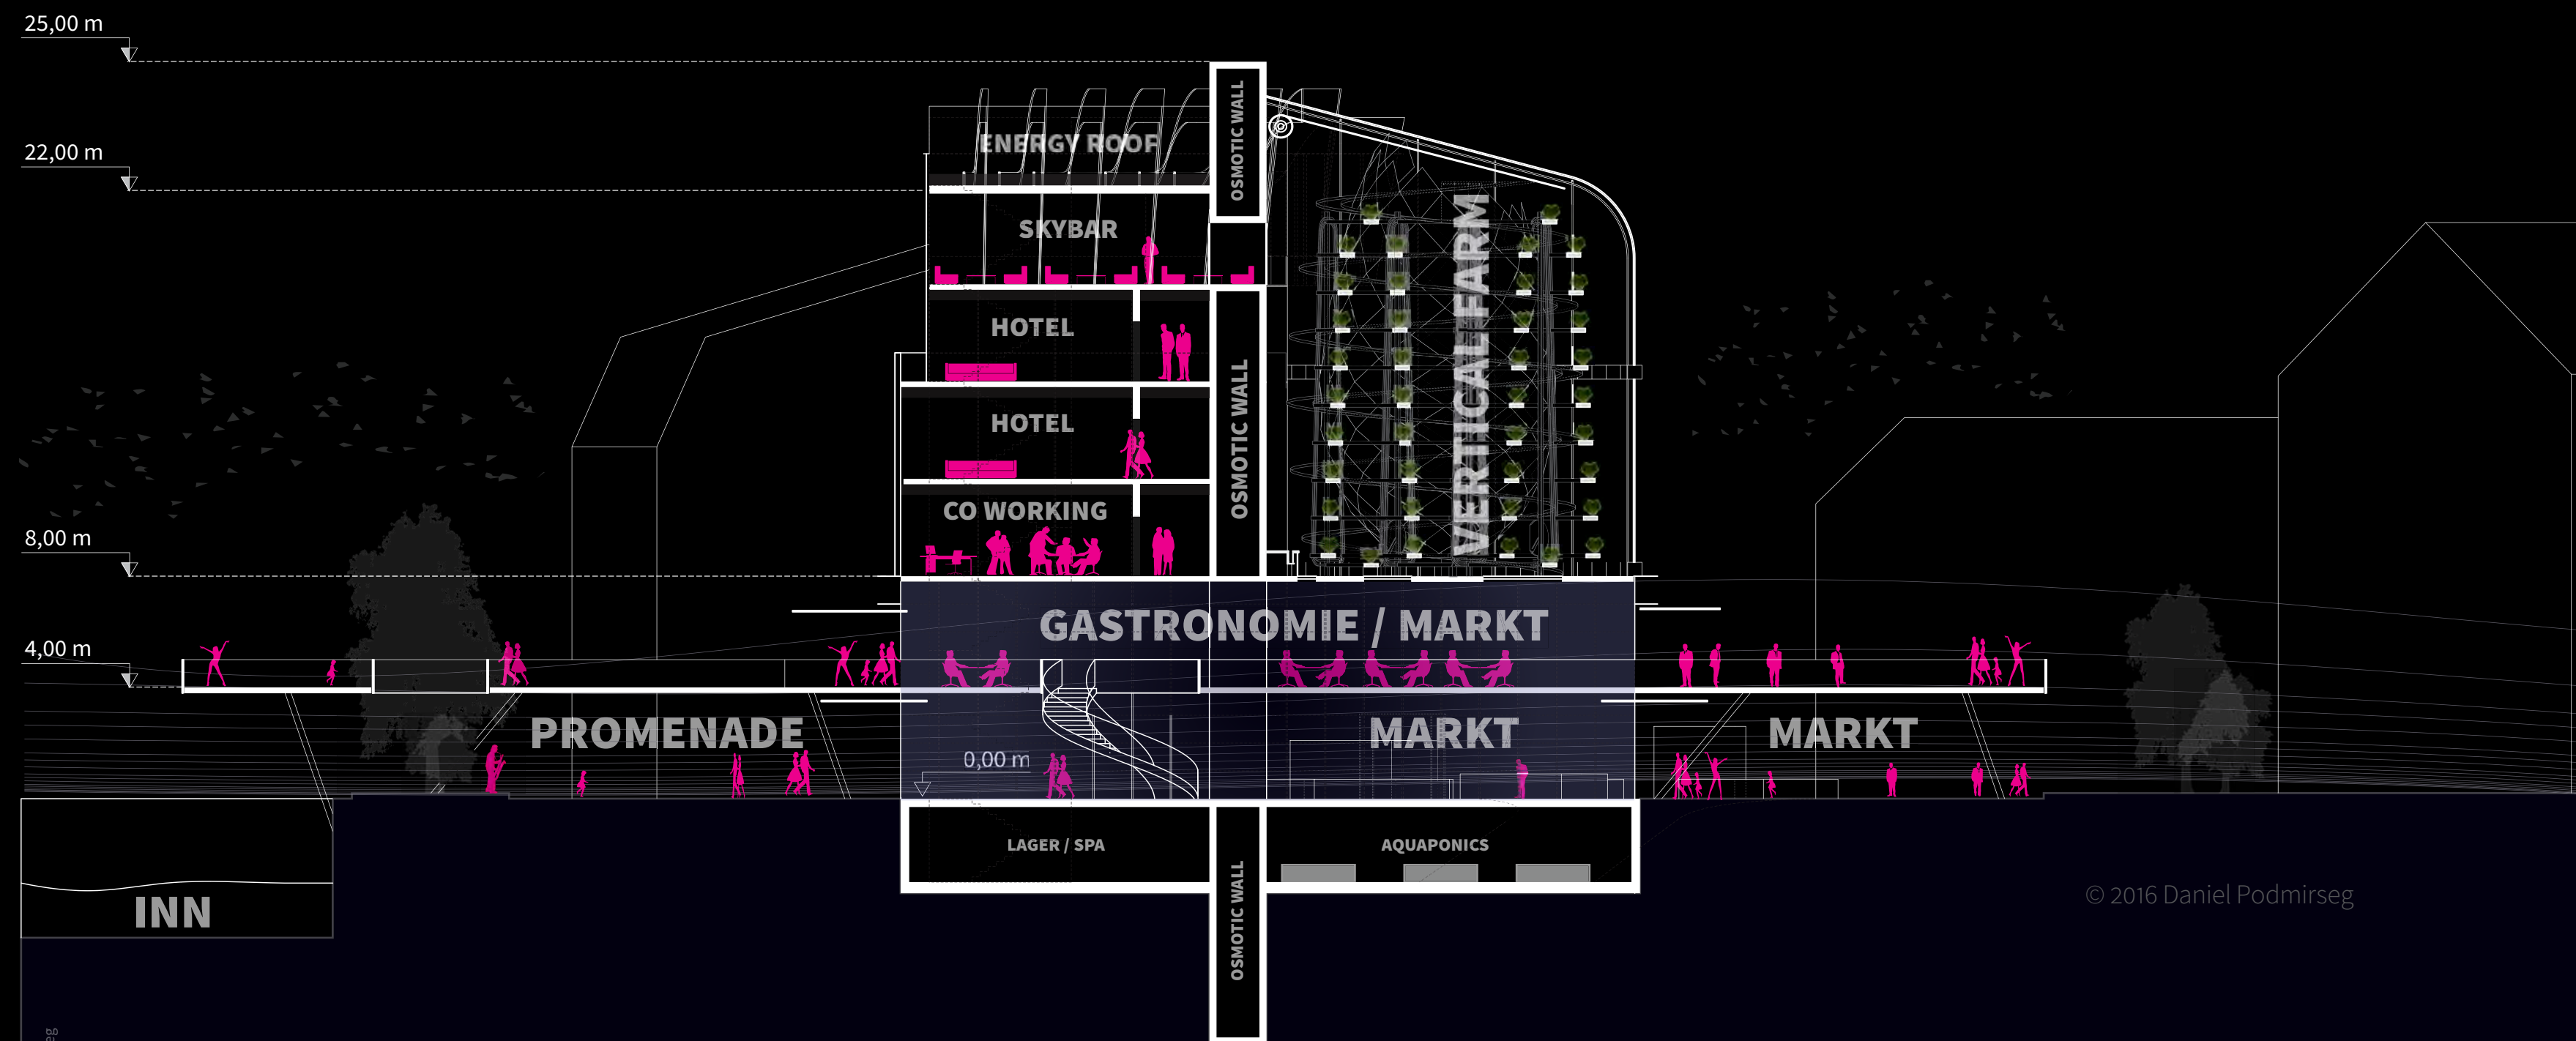 25,00 m
22,00 m
8,00 m
4,00 m
0,00 m
ENERGY ROOF
OSMOTIC WALL
SKYBAR
HOTEL
HOTEL
CO WORKING
OSMOTIC WALL
VERTICAL FARM
GASTRONOMIE / MARKT
PROMENADE
MARKT
MARKT
LAGER / SPA
AQUAPONICS
OSMOTIC WALL
INN
© 2016 Daniel Podmirseg